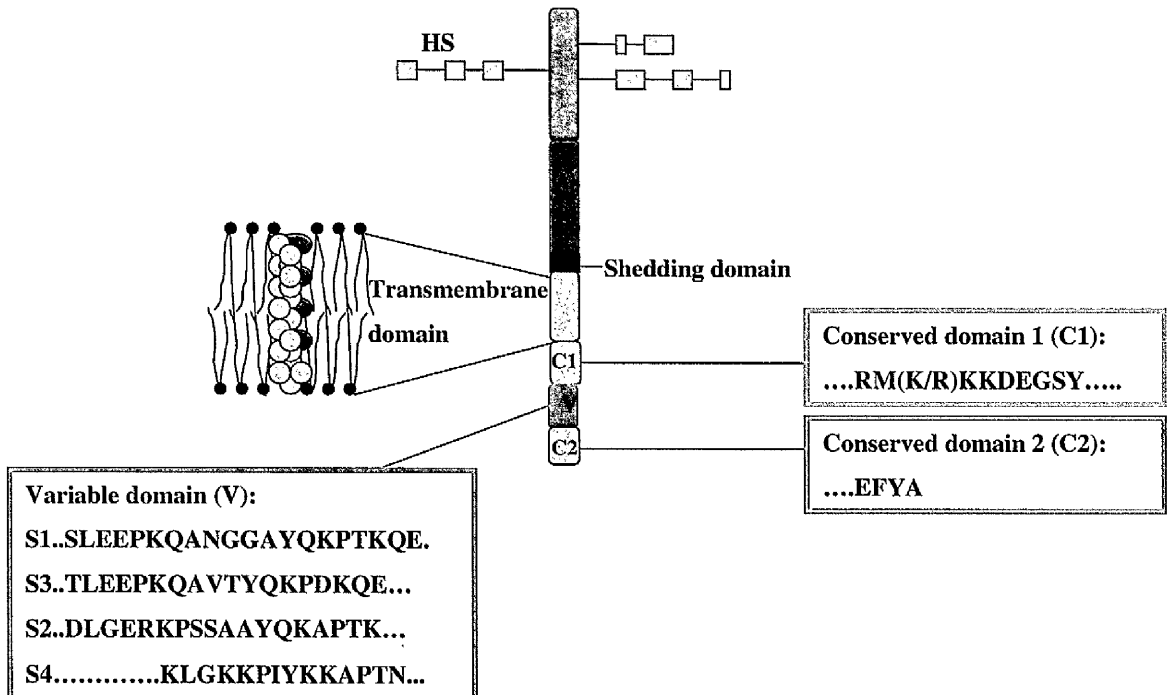 HS
Shedding domain
Transmembrane
domain
C1
Conserved domain 1 (C1):
....RM(K/R)KKDEGSY.....
V
C2
Conserved domain 2 (C2):
....EFYA
Variable domain (V):
S1..SLEEPKQANGGAYQKPTKQE.
S3..TLEEPKQAVTYQKPDKQE...
S2..DLGERKPSSAAYQKAPTK...
S4.............KLGKKPIYKKAPTN...